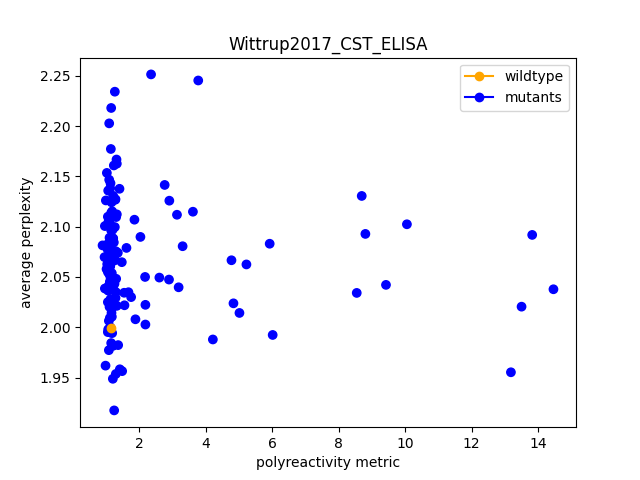 Wittrup2017_CST_ELISA
wildtype
mutants
average perplexity
2.25
2.20
2.15
2.10
2.05
2.00
1.95
2 4 6 8 10 12 14
polyreactivity metric